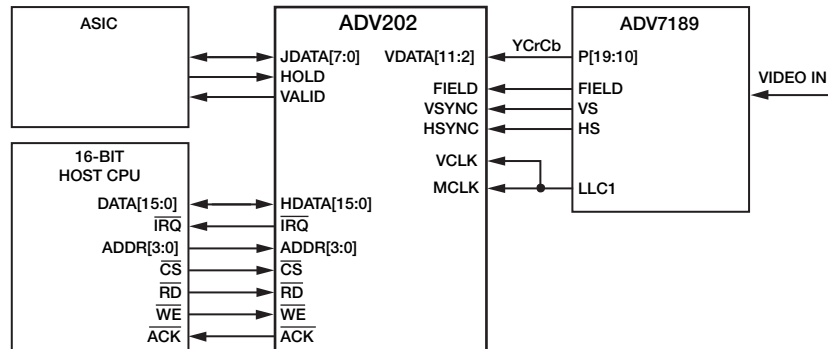 ASIC
ADV202
ADV7189
JDATA[7:0]
VDATA[11:2]
YCrCb
P[19:10]
HOLD
VALID
VIDEO IN
FIELD
FIELD
VSYNC
VS
HSYNC
HS
16-BIT
HOST CPU
VCLK
MCLK
LLC1
DATA[15:0]
HDATA[15:0]
IRQ
IRQ
ADDR[3:0]
ADDR[3:0]
CS
CS
RD
RD
WE
WE
ACK
ACK